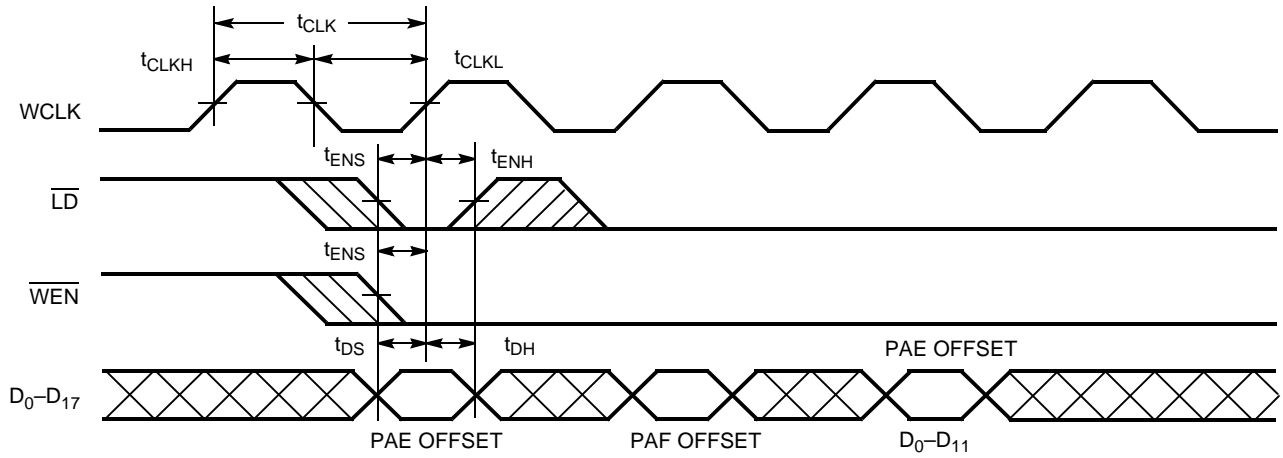 tCLK
tCLKH
tCLKL
WCLK
tENS
tENH
LD
tENS
WEN
tDS
tDH
PAE OFFSET
D0–D17
PAE OFFSET
PAF OFFSET
D0–D11